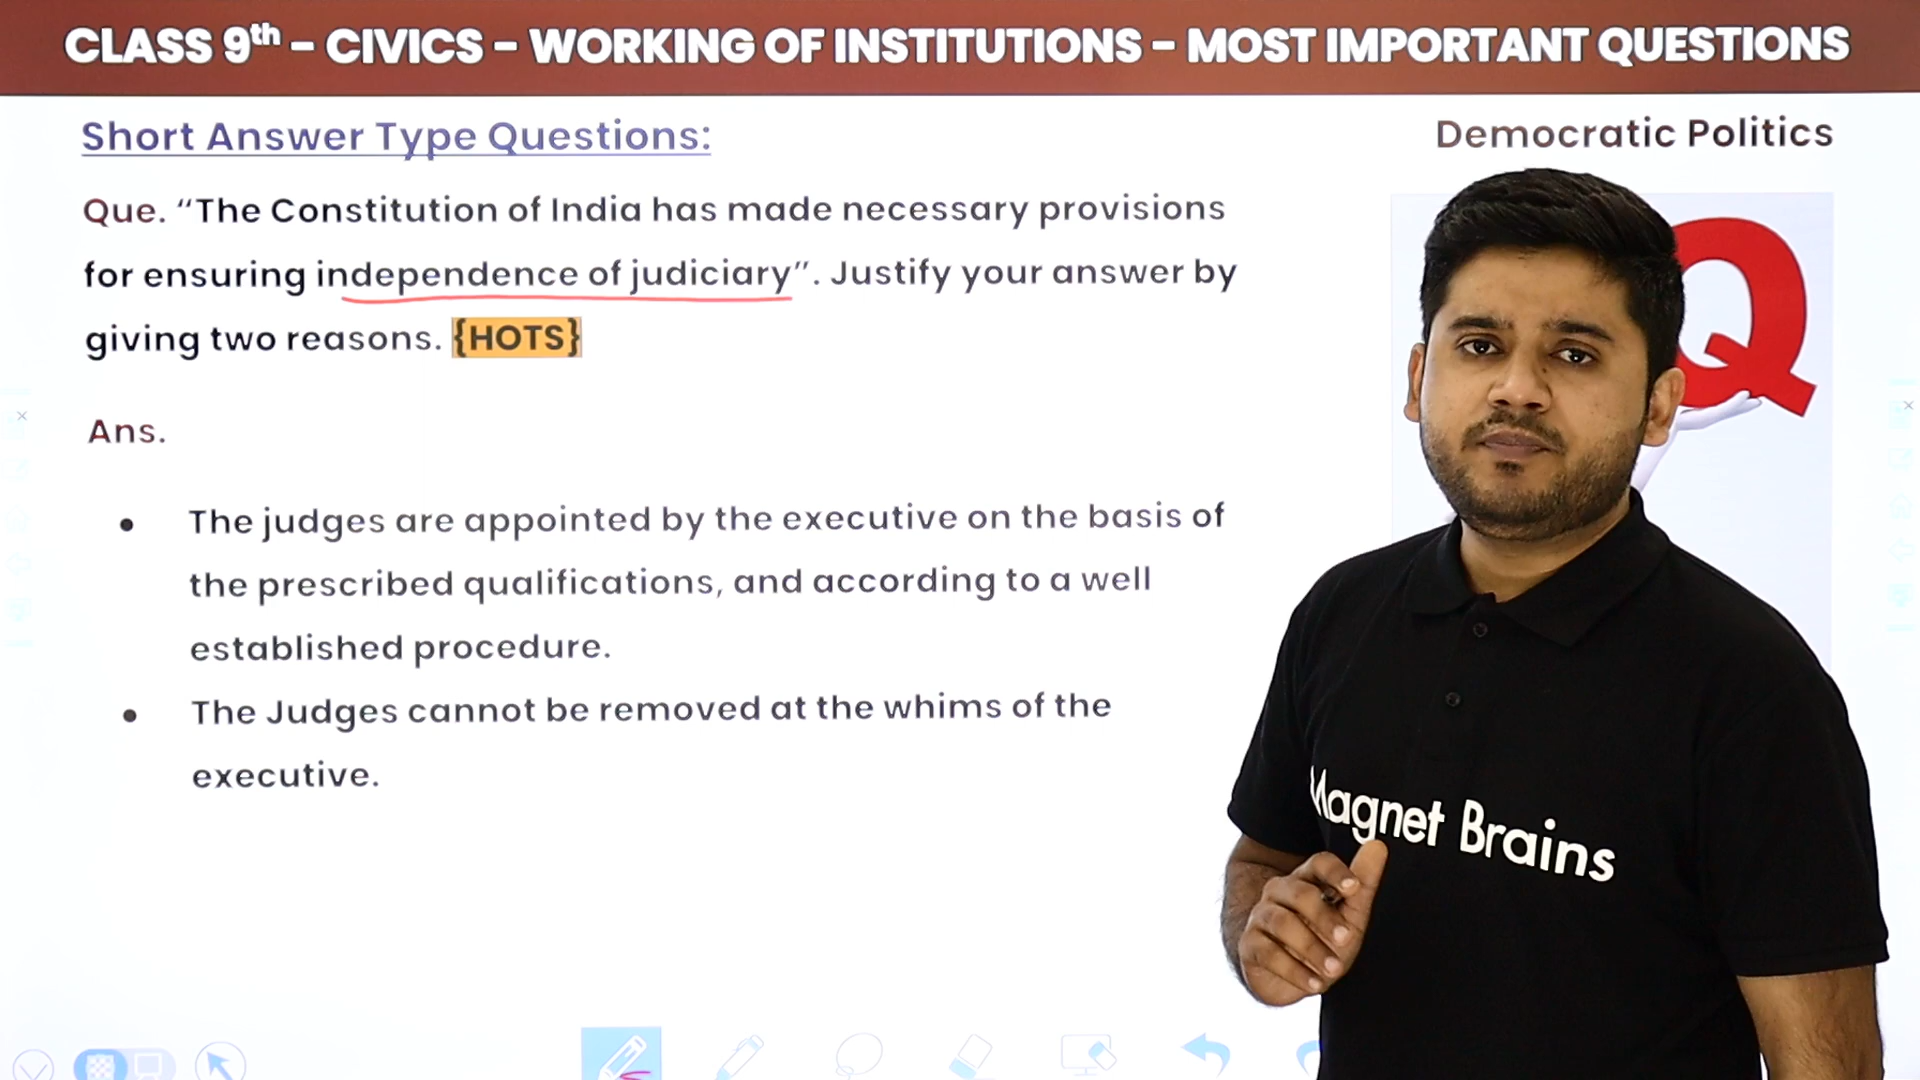 CLASS 9th – CIVICS – WORKING OF INSTITUTIONS – MOST IMPORTANT QUESTIONS
Short Answer Type Questions:
Democratic Politics
Que. “The Constitution of India has made necessary provisions
for ensuring independence of judiciary”. Justify your answer by
giving two reasons. {HOTS}
Ans.
• The judges are appointed by the executive on the basis of
the prescribed qualifications, and according to a well
established procedure.
• The Judges cannot be removed at the whims of the
executive.
Q
Magnet Brains